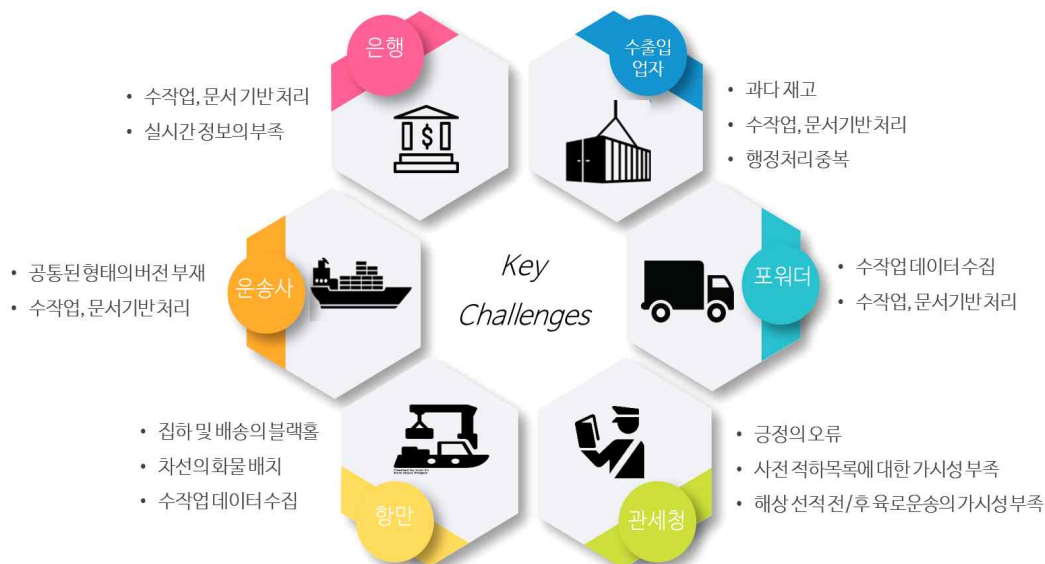 은행
• 수작업, 문서 기반 처리
• 실시간 정보의 부족
수출입
업자
• 과다 재고
• 수작업, 문서기반 처리
• 행정처리 중복
운송사
• 공통된 형태의 버전 부재
• 수작업, 문서기반 처리
Key
Challenges
포워더
• 수작업 데이터 수집
• 수작업, 문서기반 처리
• 집하 및 배송의 블랙홀
• 차선의 화물 배치
• 수작업 데이터 수집
항만
관세청
• 긍정의 오류
• 사전 적하목록에 대한 가시성 부족
• 해상 선적 전/후 육로운송의 가시성 부족